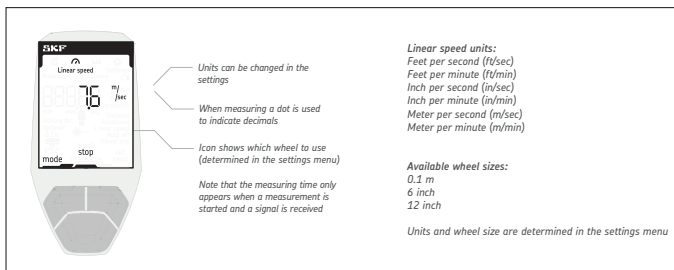 SKF
Linear speed
7.6
m/
/sec
stop
mode
Units can be changed in the
settings
When measuring a dot is used
to indicate decimals
Icon shows which wheel to use
(determined in the settings menu)
Note that the measuring time only
appears when a measurement is
started and a signal is received
Linear speed units:
Feet per second (ft/sec)
Feet per minute (ft/min)
Inch per second (in/sec)
Inch per minute (in/min)
Meter per second (m/sec)
Meter per minute (m/min)
Available wheel sizes:
0.1 m
6 inch
12 inch
Units and wheel size are determined in the settings menu